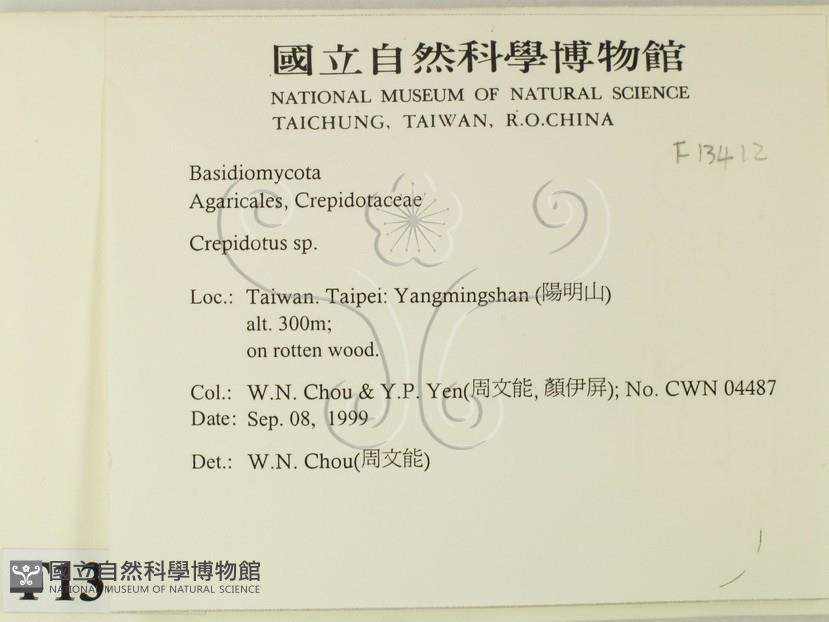 國立自然科學博物館
NATIONAL MUSEUM OF NATURAL SCIENCE
TAICHUNG, TAIWAN, R.O.CHINA
F13412
Basidiomycota
Agaricales, Crepidotaceae
Crepidotus sp.
Loc.: Taiwan. Taipei: Yangmingshan (陽明山)
alt. 300m;
on rotten wood.
Col.: W.N. Chou & Y.P. Yen(周文能, 顏伊屏); No. CWN 04487
Date: Sep. 08, 1999
Det.: W.N. Chou(周文能)
國立自然科學博物館
NATIONAL MUSEUM OF NATURAL SCIENCE